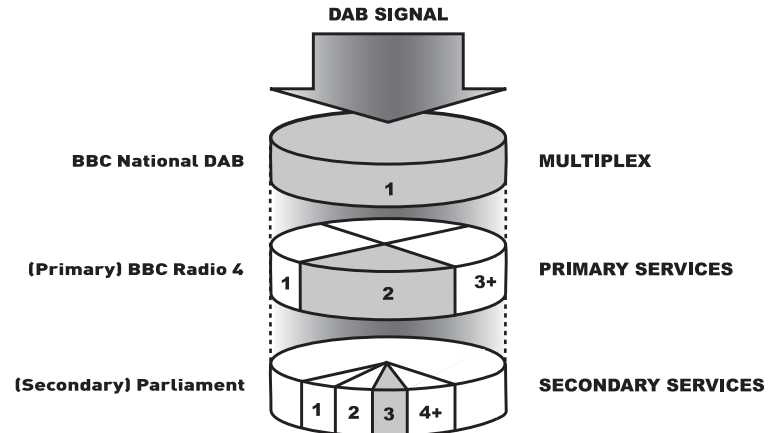 DAB SIGNAL
BBC National DAB
1
MULTIPLEX
(Primary) BBC Radio 4
1
2
3+
PRIMARY SERVICES
(Secondary) Parliament
1
2
3
4+
SECONDARY SERVICES